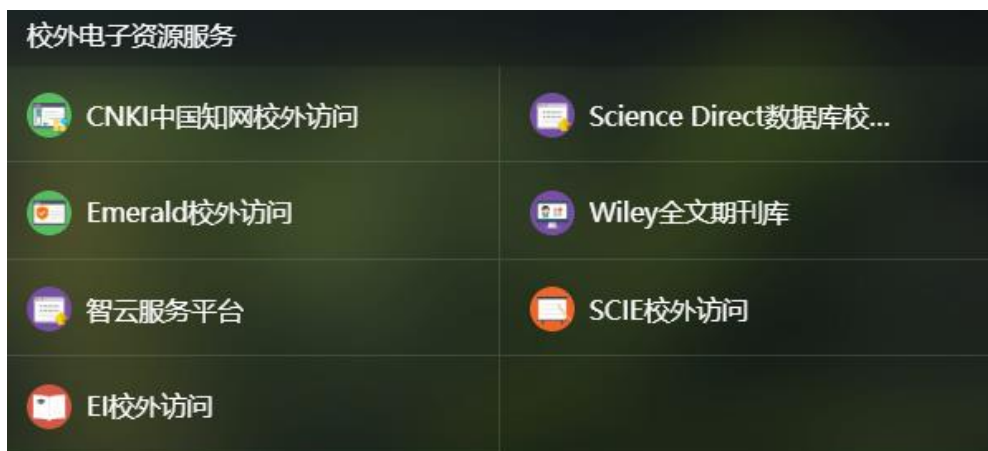 校外电子资源服务
CNKI中国知网校外访问
Science Direct数据库校...
Emerald校外访问
Wiley全文期刊库
智云服务平台
SCIE校外访问
EI校外访问